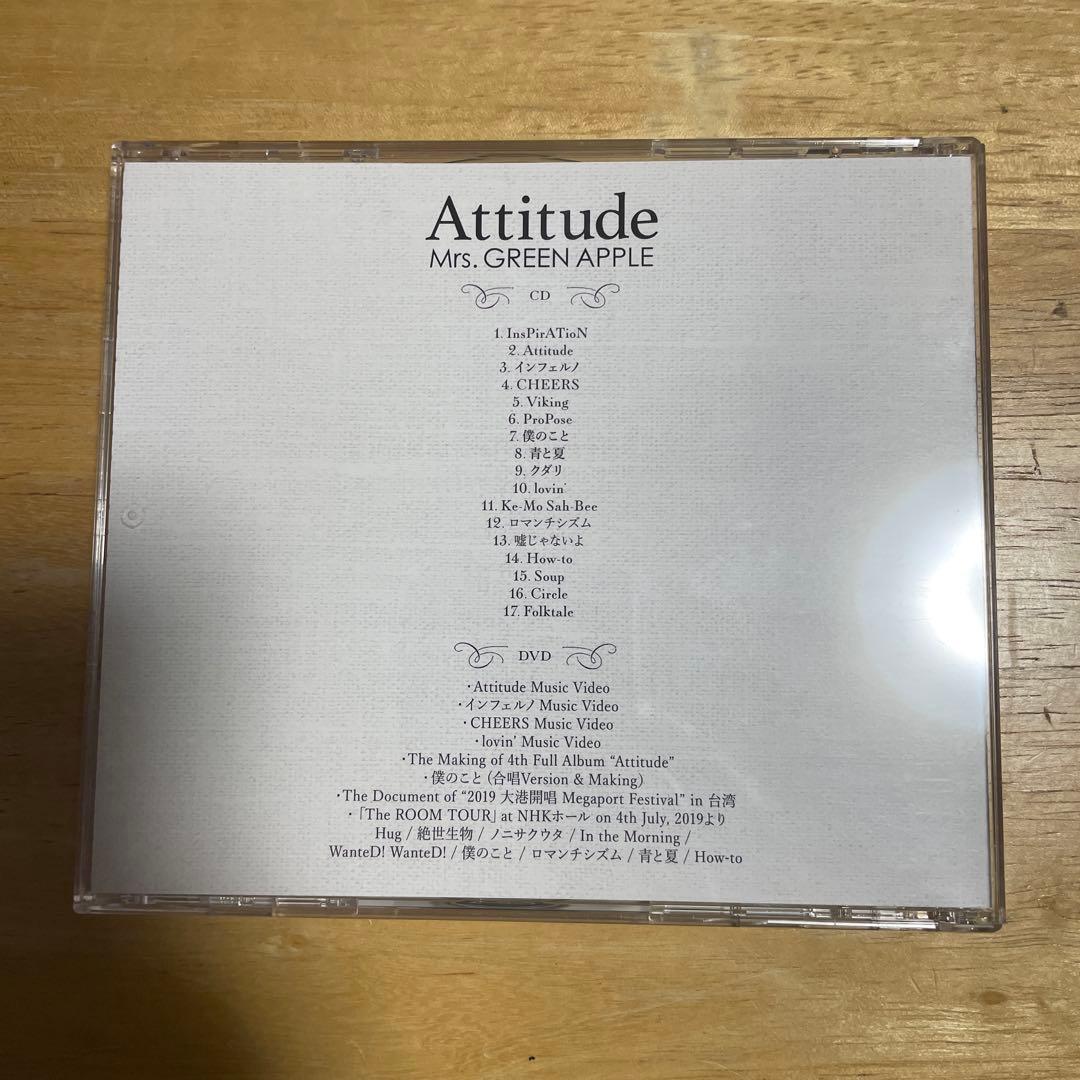 Attitude
Mrs. GREEN APPLE
CD
1. InsPirATioN
2. Attitude
3. インフェルノ
4. CHEERS
5. Viking
6. ProPose
7. 僕のこと
8. 青と夏
9. クダリ
10. lovin'
11. Ke-Mo Sah-Bee
12. ロマンチシズム
13. 嘘じゃないよ
14. How-to
15. Soup
16. Circle
17. Folktale
DVD
・Attitude Music Video
・インフェルノ Music Video
・CHEERS Music Video
・lovin’ Music Video
・The Making of 4th Full Album “Attitude”
・僕のこと (合唱Version & Making)
・The Document of “2019 大港開唱 Megaport Festival” in 台湾
・「The ROOM TOUR」 at NHKホール on 4th July, 2019より
Hug / 絶世生物 / ノニサクウタ / In the Morning /
WanteD! WanteD! / 僕のこと / ロマンチシズム / 青と夏 / How-to